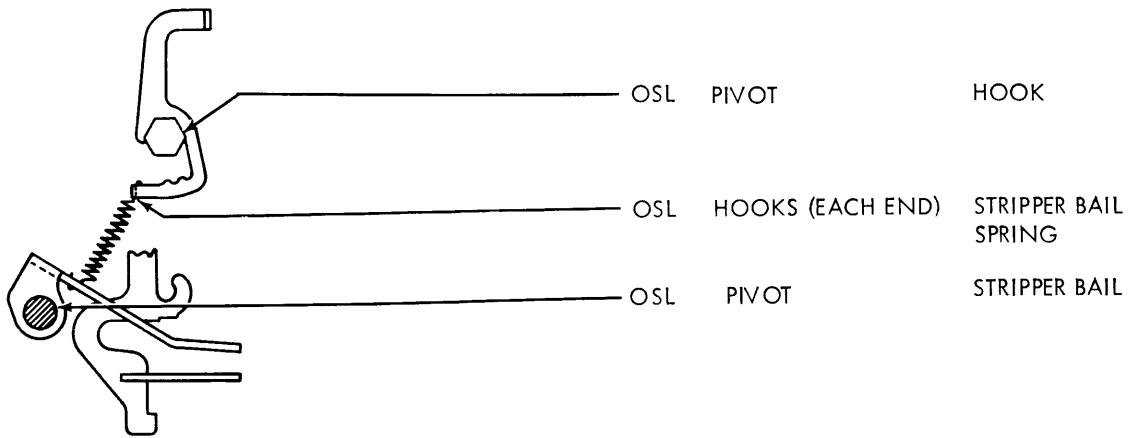 OSL PIVOT HOOK
OSL HOOKS (EACH END) STRIPPER BAIL
SPRING
OSL PIVOT STRIPPER BAIL